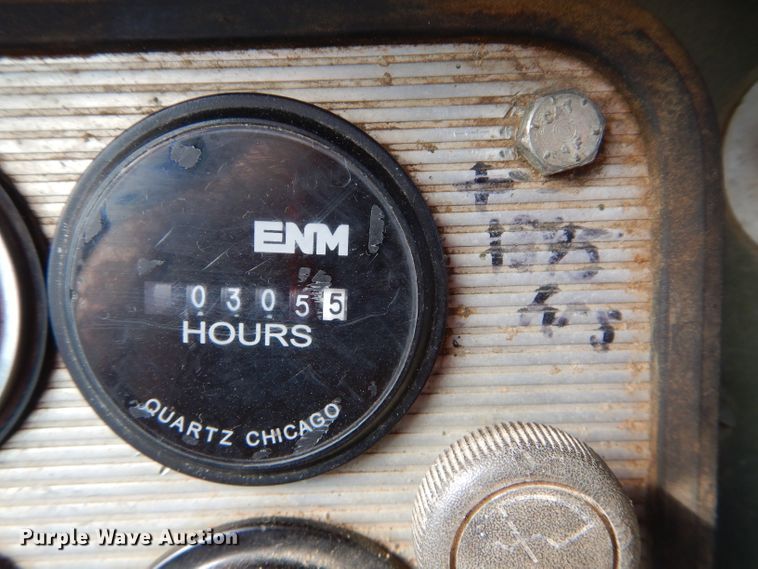 ENM
03055
HOURS
QUARTZ CHICAGO
+
Purple Wave Auction